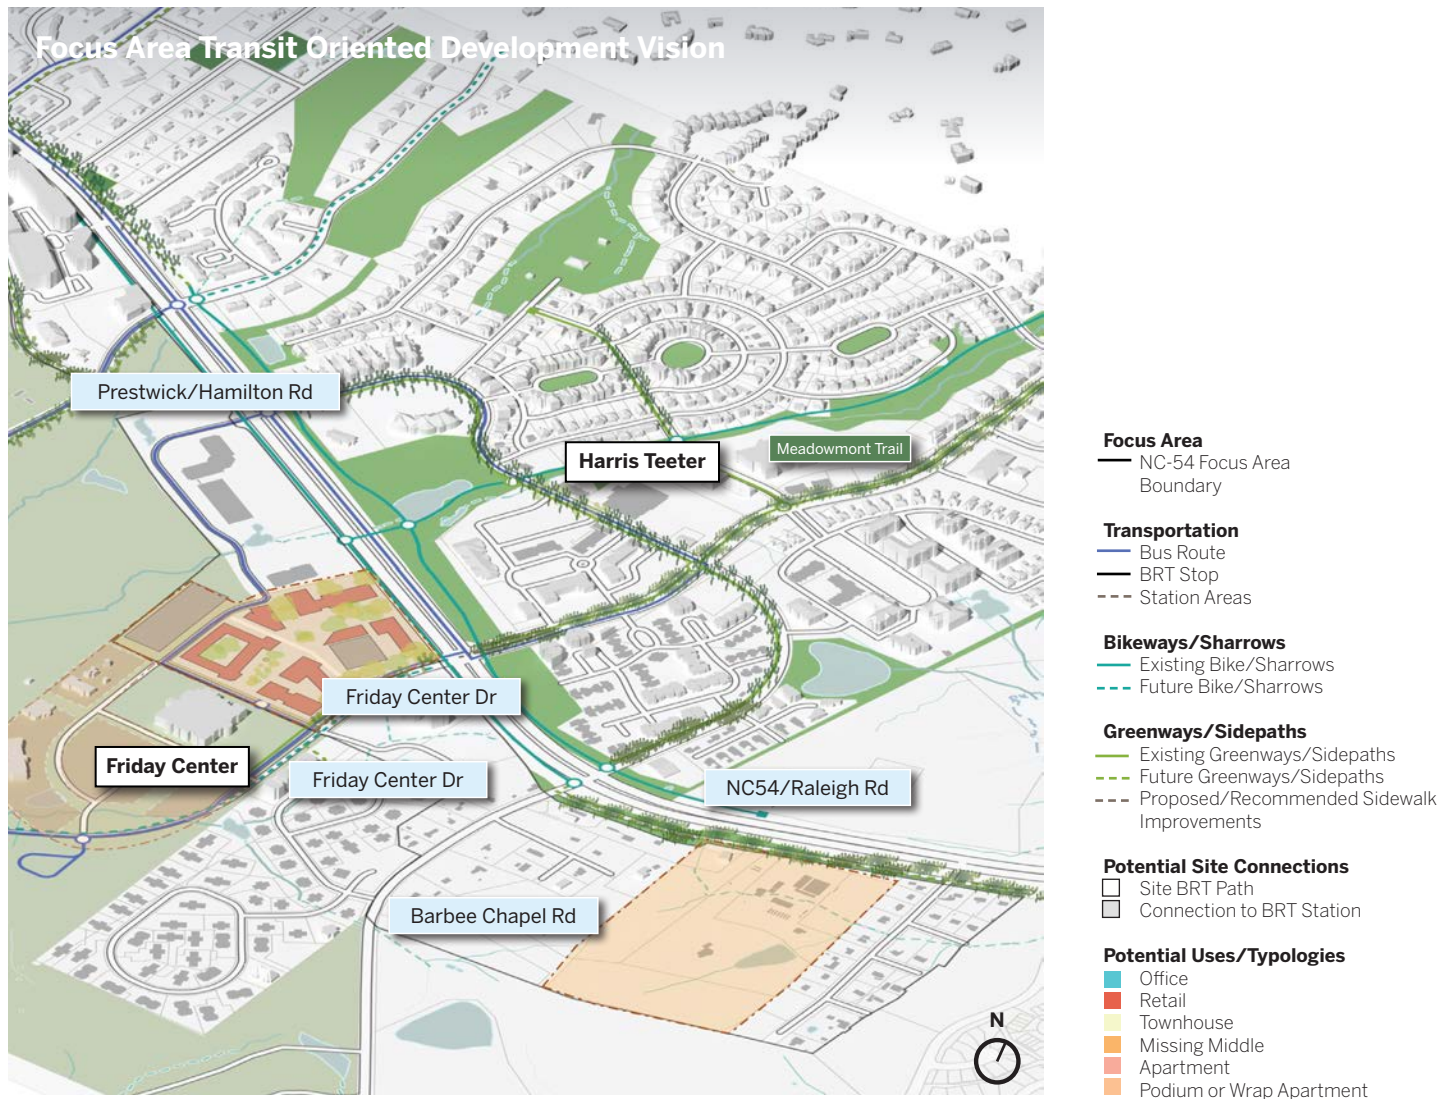 Focus Area Transit Oriented Development Vision
Prestwick/Hamilton Rd
Harris Teeter
Meadowmont Trail
Friday Center Dr
Friday Center
Friday Center Dr
NC54/Raleigh Rd
Barbee Chapel Rd
N
Focus Area
NC-54 Focus Area
Boundary
Transportation
Bus Route
BRT Stop
Station Areas
Bikeways/Sharrows
Existing Bike/Sharrows
Future Bike/Sharrows
Greenways/Sidepaths
Existing Greenways/Sidepaths
Future Greenways/Sidepaths
Proposed/Recommended Sidewalk
Improvements
Potential Site Connections
Site BRT Path
Connection to BRT Station
Potential Uses/Typologies
Office
Retail
Townhouse
Missing Middle
Apartment
Podium or Wrap Apartment